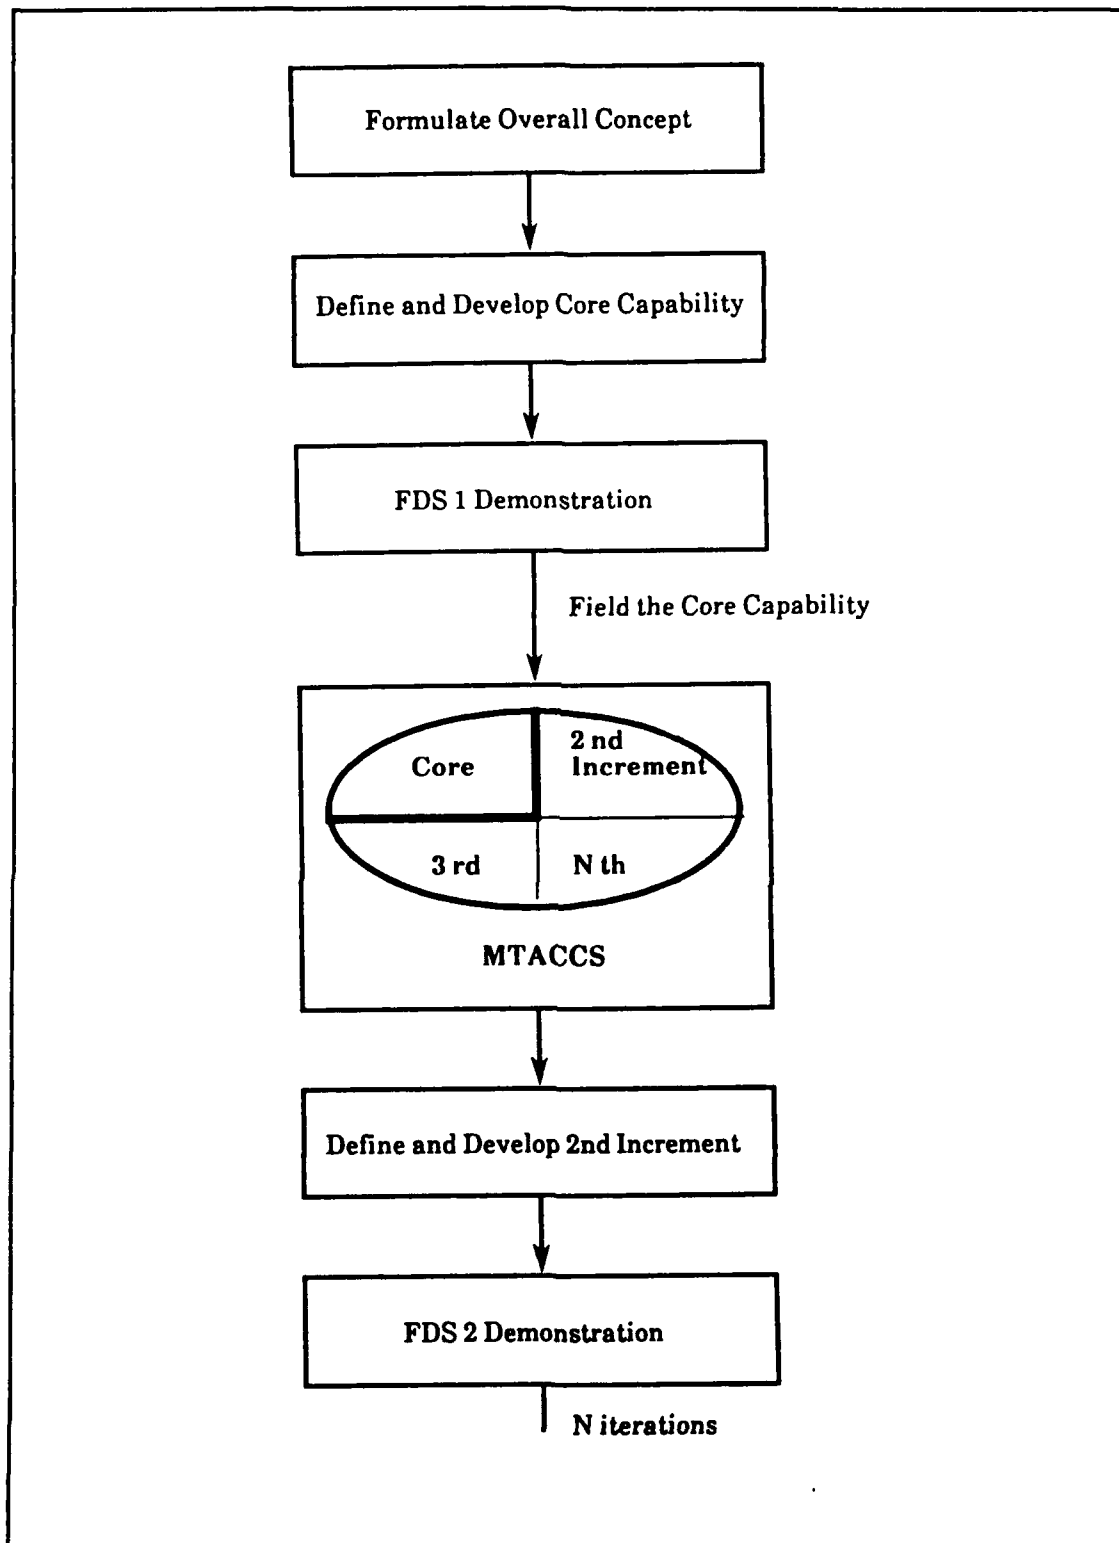 Formulate Overall Concept
Define and Develop Core Capability
FDS 1 Demonstration
Field the Core Capability
Core
2 nd
Increment
3 rd
N th
MTACCS
Define and Develop 2nd Increment
FDS 2 Demonstration
N iterations